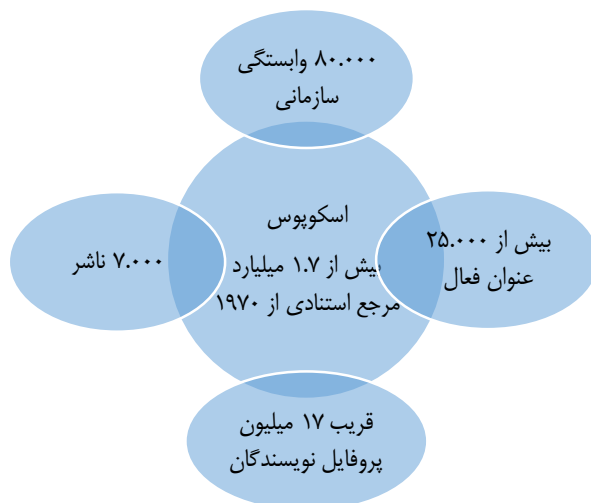 ۸۰.۰۰۰ وابستگی
سازمانی
اسکوپوس
بیش از ۱.۷ میلیارد
مرجع استنادی از ۱۹۷۰
بیش از ۲۵.۰۰۰
عنوان فعال
۷.۰۰۰ ناشر
قریب ۱۷ میلیون
پروفایل نویسندگان